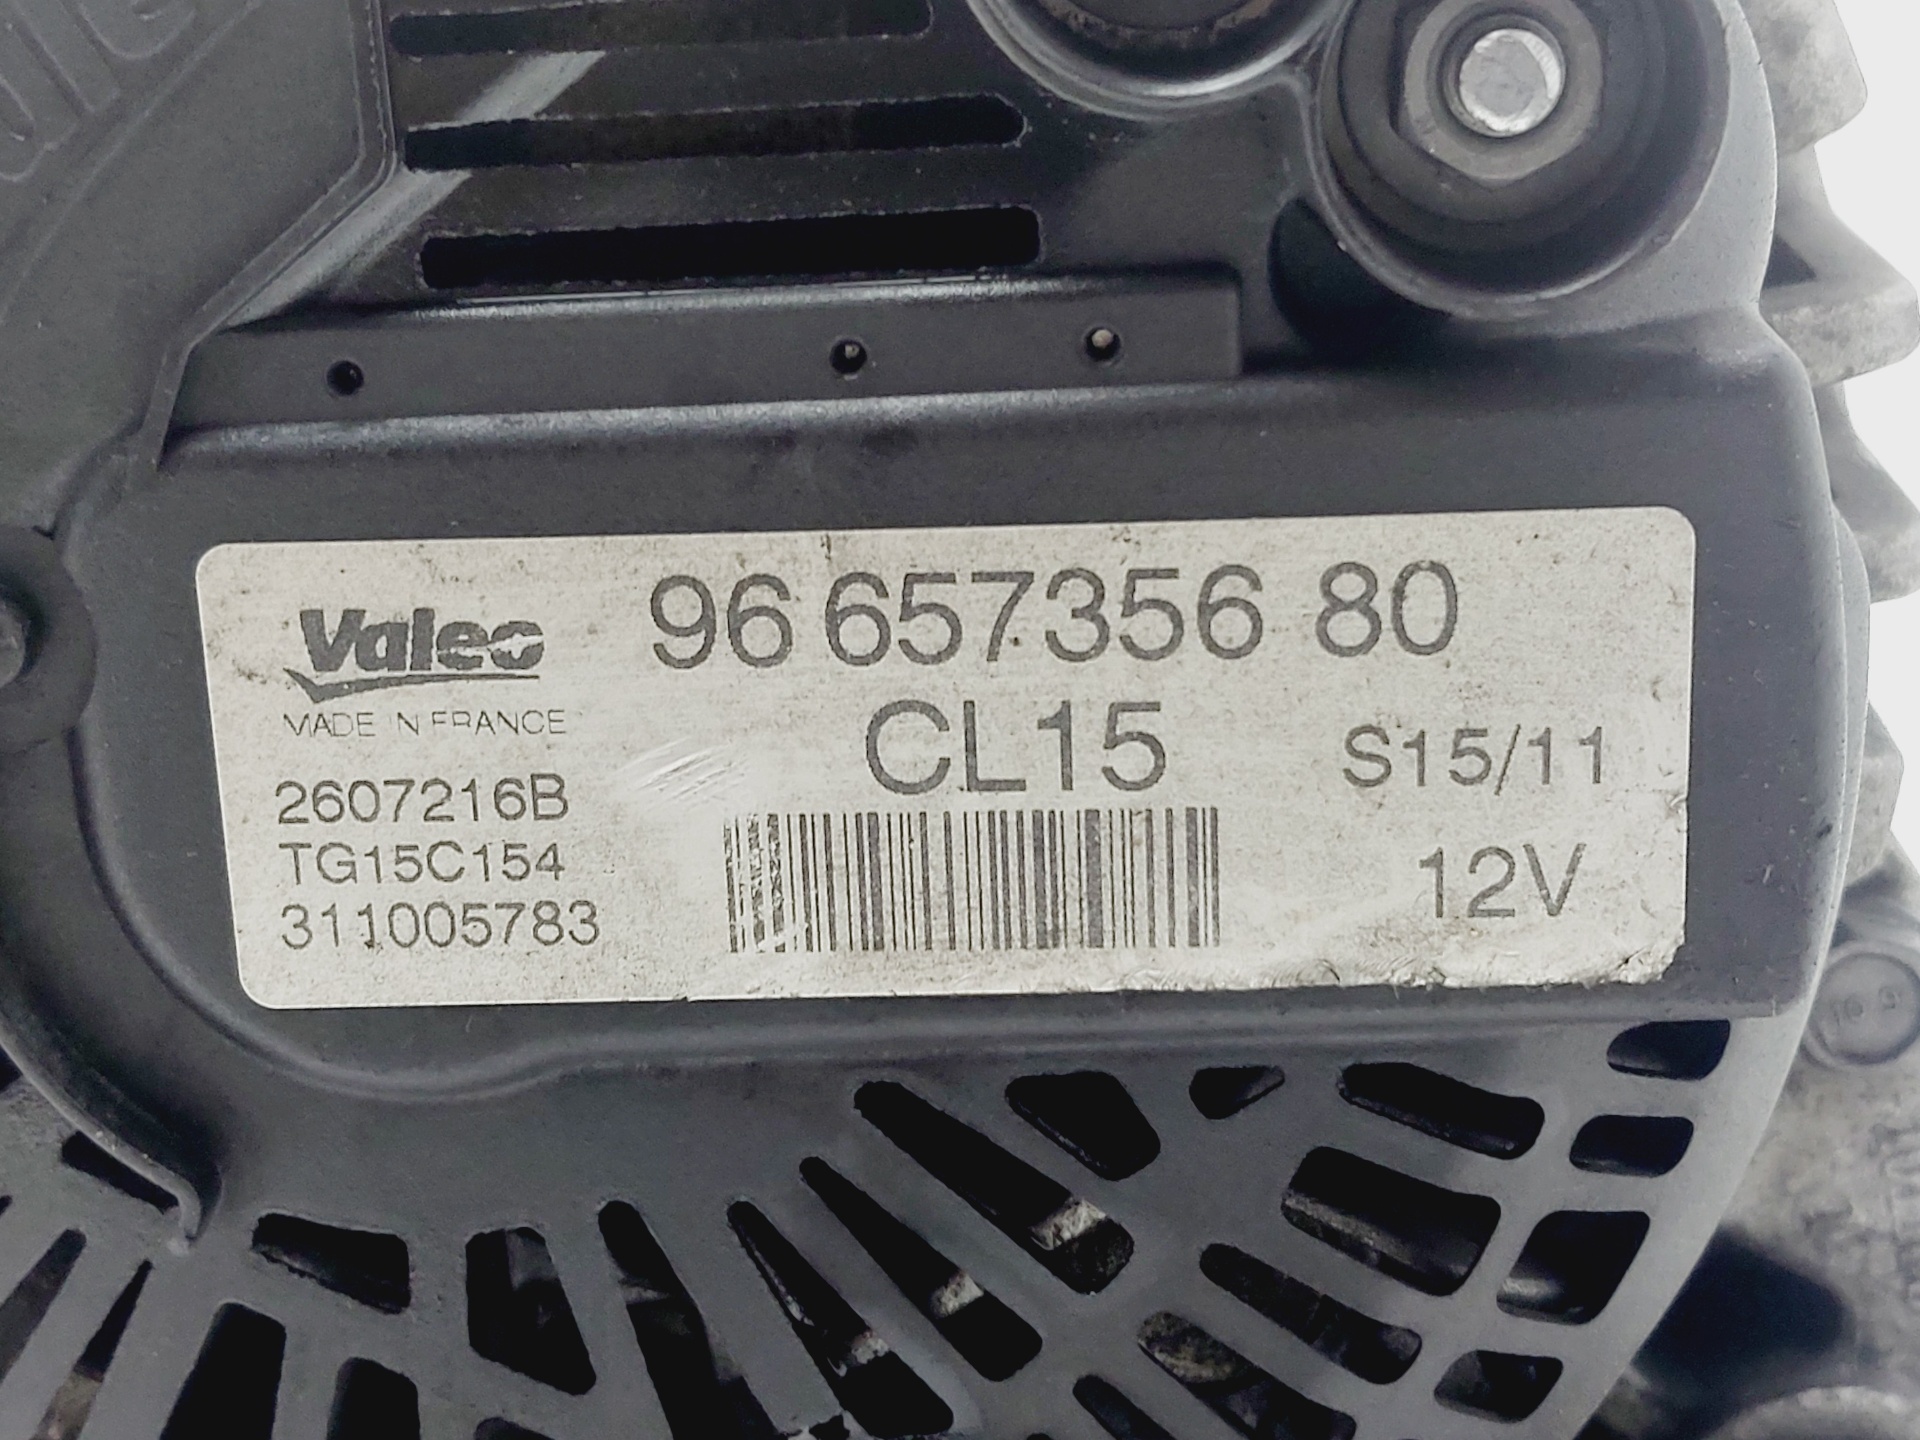 Valeo
MADE IN FRANCE
96 657356 80
CL15
S15/11
12V
2607216B
TG15C154
311005783